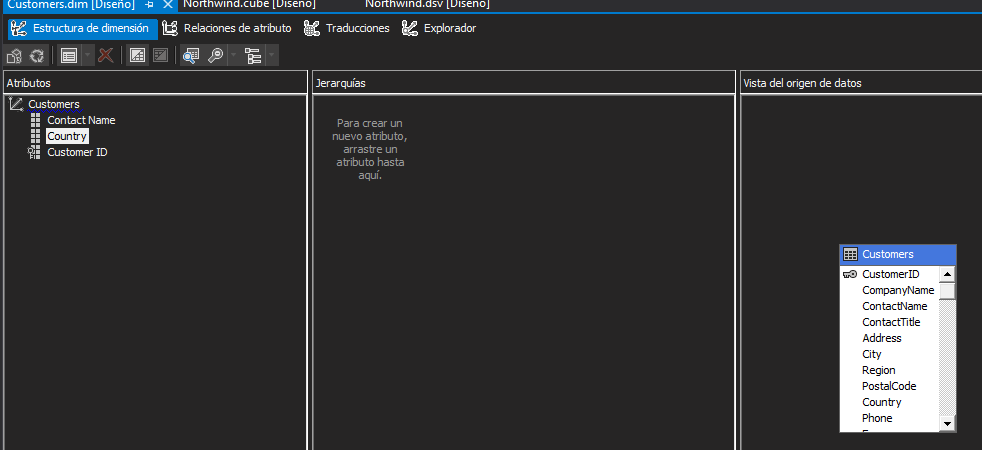 Customers.dim [Diseño]
Northwind.cube [Diseño]
Northwind.dsv [Diseño]
Estructura de dimensión
Relaciones de atributo
Traducciones
Explorador
Atributos
Jerarquías
Vista del origen de datos
Customers
Contact Name
Country
Customer ID
Para crear un
nuevo atributo,
arrastre un
atributo hasta
aquí.
Customers
CustomerID
CompanyName
ContactName
ContactTitle
Address
City
Region
PostalCode
Country
Phone